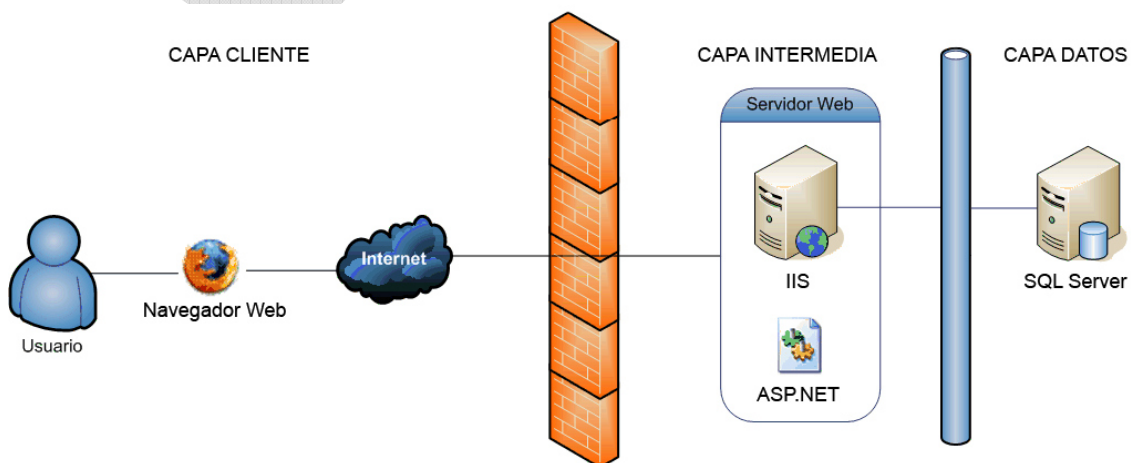 CAPA CLIENTE
CAPA INTERMEDIA
CAPA DATOS
Servidor Web
Internet
IIS
SQL Server
Navegador Web
Usuario
ASP.NET